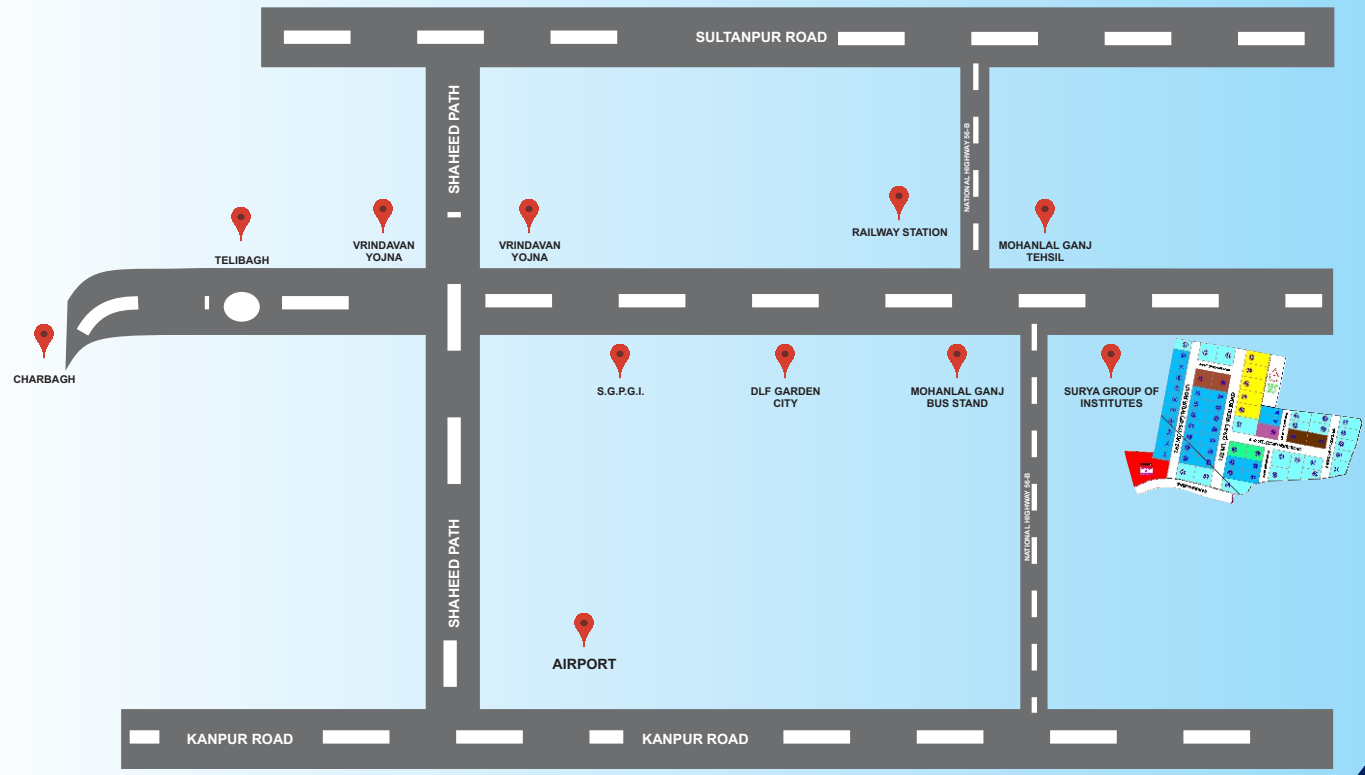 SULTANPUR ROAD
SHAHEED PATH
NATIONAL HIGHWAY 56-B
TELIBAGH
VRINDAVAN
YOJNA
VRINDAVAN
YOJNA
RAILWAY STATION
MOHANLAL GANJ
TEHSIL
CHARBAGH
S.G.P.G.I.
DLF GARDEN
CITY
MOHANLAL GANJ
BUS STAND
SURYA GROUP OF
INSTITUTES
NATIONAL HIGHWAY 56-B
SHAHEED PATH
AIRPORT
KANPUR ROAD
KANPUR ROAD